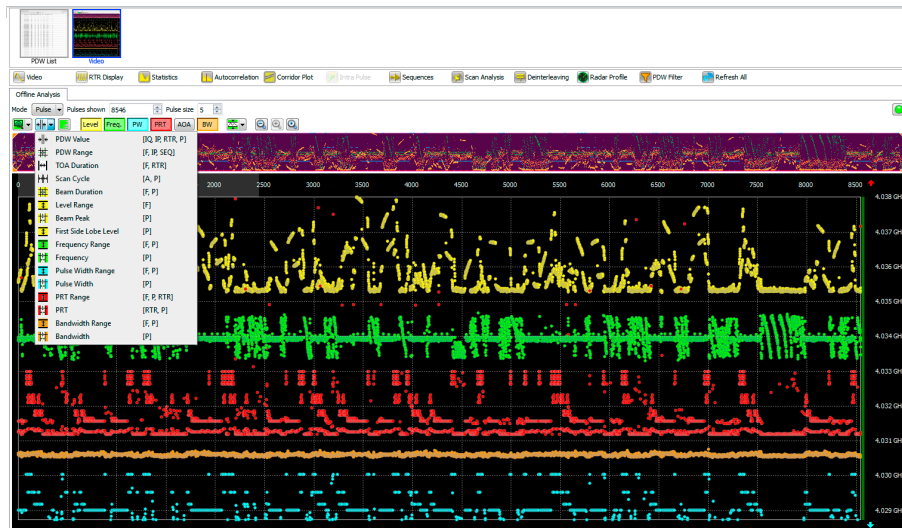 PDW List Video
Video RTR Display Statistics Autocorrelation Corridor Plot Intra Pulse Sequences Scan Analysis Deinterleaving Radar Profile PDW Filter Refresh All
Offline Analysis
Mode Pulse Pulses shown 8546 Pulse size 5
Level Freq. PW PRT AOA BW
PDW Value [IQ, IP, RTR, P]
PDW Range [F, IP, SEQ]
TOA Duration [F, RTR]
Scan Cycle [A, P]
Beam Duration [F, P]
Level Range [F]
Beam Peak [P]
First Side Lobe Level [P]
Frequency Range [F, P]
Frequency [P]
Pulse Width Range [F, P]
Pulse Width [P]
PRT Range [F, P, RTR]
PRT [RTR, P]
Bandwidth Range [F, P]
Bandwidth [P]
0 2000 2500 3000 3500 4000 4500 5000 5500 6000 6500 7000 7500 8000 8500
4.038 GH
4.037 GH
4.036 GH
4.035 GH
4.034 GH
4.033 GH
4.032 GH
4.031 GH
4.030 GH
4.029 GH